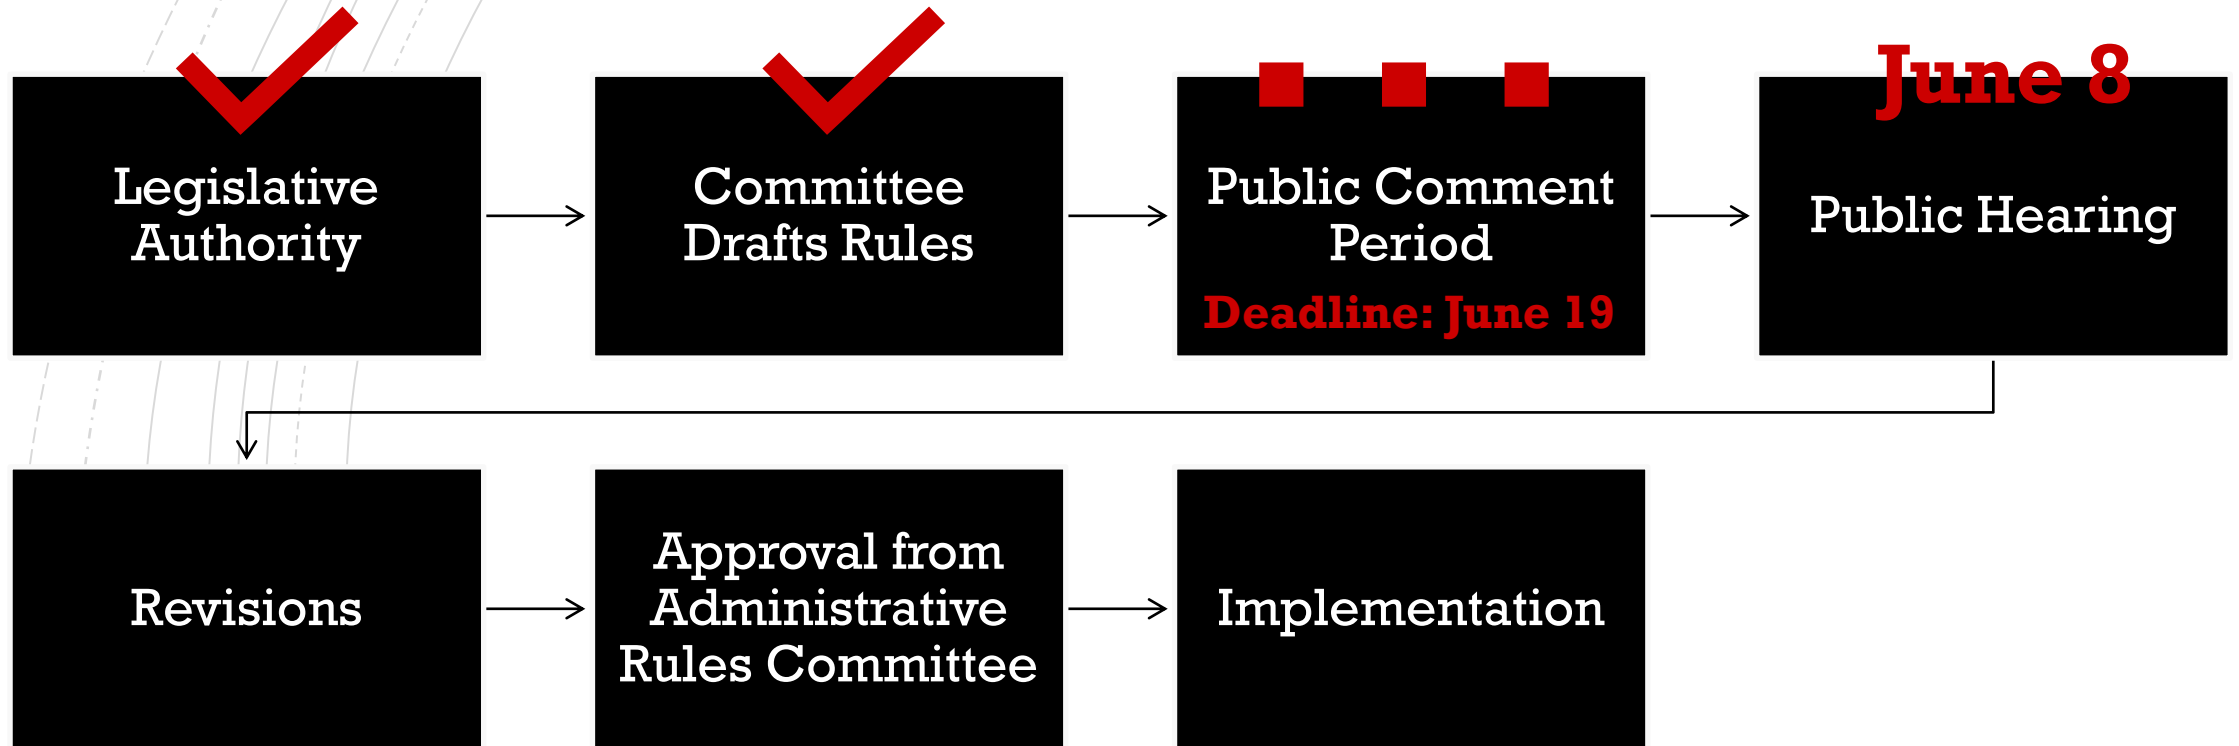 Legislative
Authority
Committee
Drafts Rules
Public Comment
Period
Deadline: June 19
June 8
Public Hearing
Revisions
Approval from
Administrative
Rules Committee
Implementation